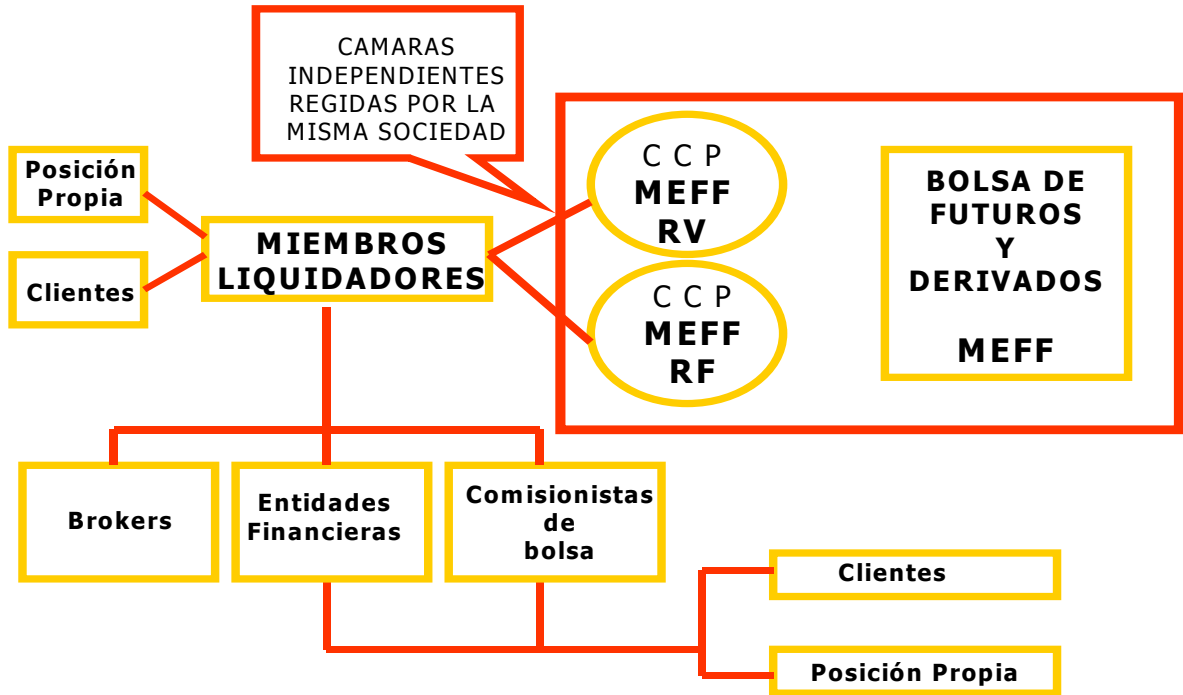 CAMARAS
INDEPENDIENTES
REGIDAS POR LA
MISMA SOCIEDAD
Posición
Propia
Clientes
MIEMBROS
LIQUIDADORES
C C P
MEFF
RV
C C P
MEFF
RF
BOLSA DE
FUTUROS
Y
DERIVADOS
MEFF
Brokers
Entidades
Financieras
Comisionistas
de
bolsa
Clientes
Posición Propia